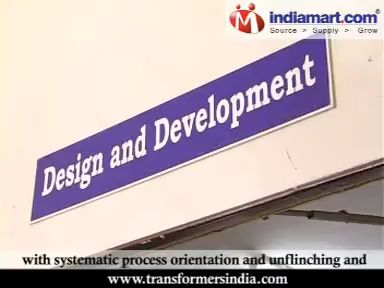 indiamart.com
Source > Supply > Grow
Design and Development
with systematic process orientation and unflinching and
www.transformersindia.com